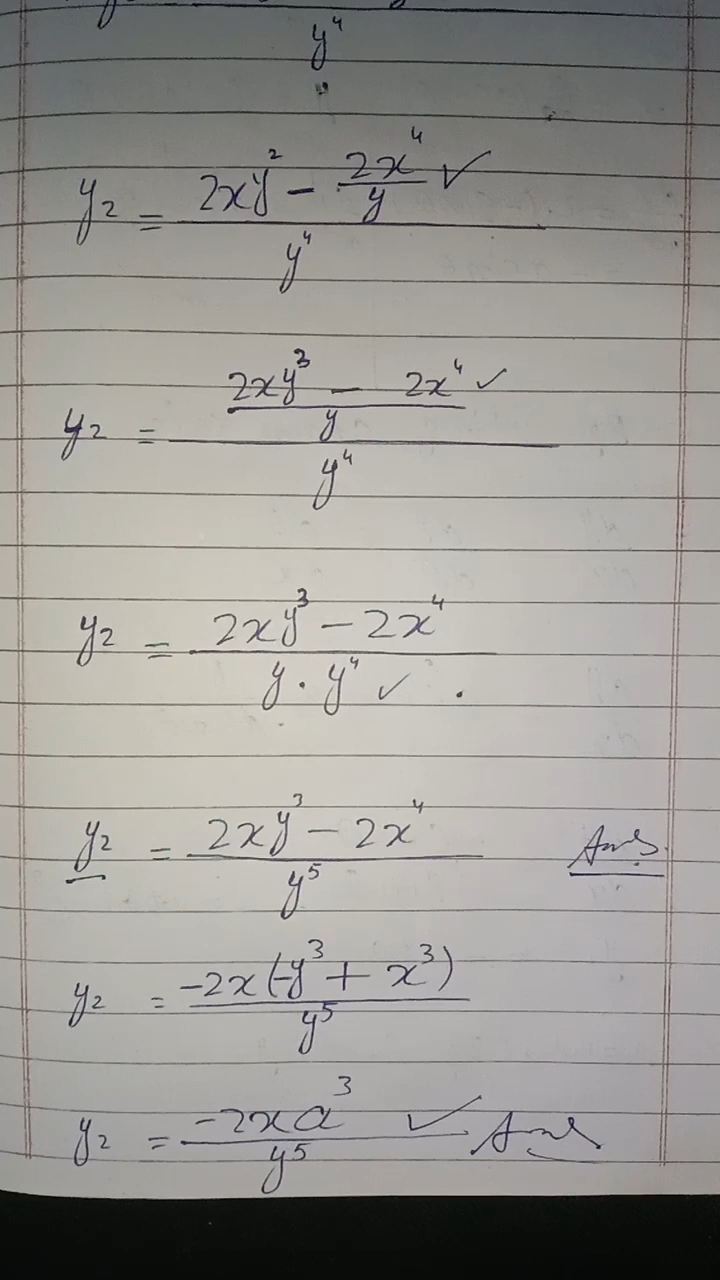 y⁴
y₂ = (2xy² - 2x⁴/y) / y⁴ ✓
y₂ = ((2xy³ - 2x⁴)/y) / y⁴ ✓
y₂ = (2xy³ - 2x⁴) / (y · y⁴) ✓ .
y₂ = (2xy³ - 2x⁴) / y⁵ Ans.
y₂ = -2x(-y³ + x³) / y⁵
y₂ = -2xa³ / y⁵ ✓ Ans